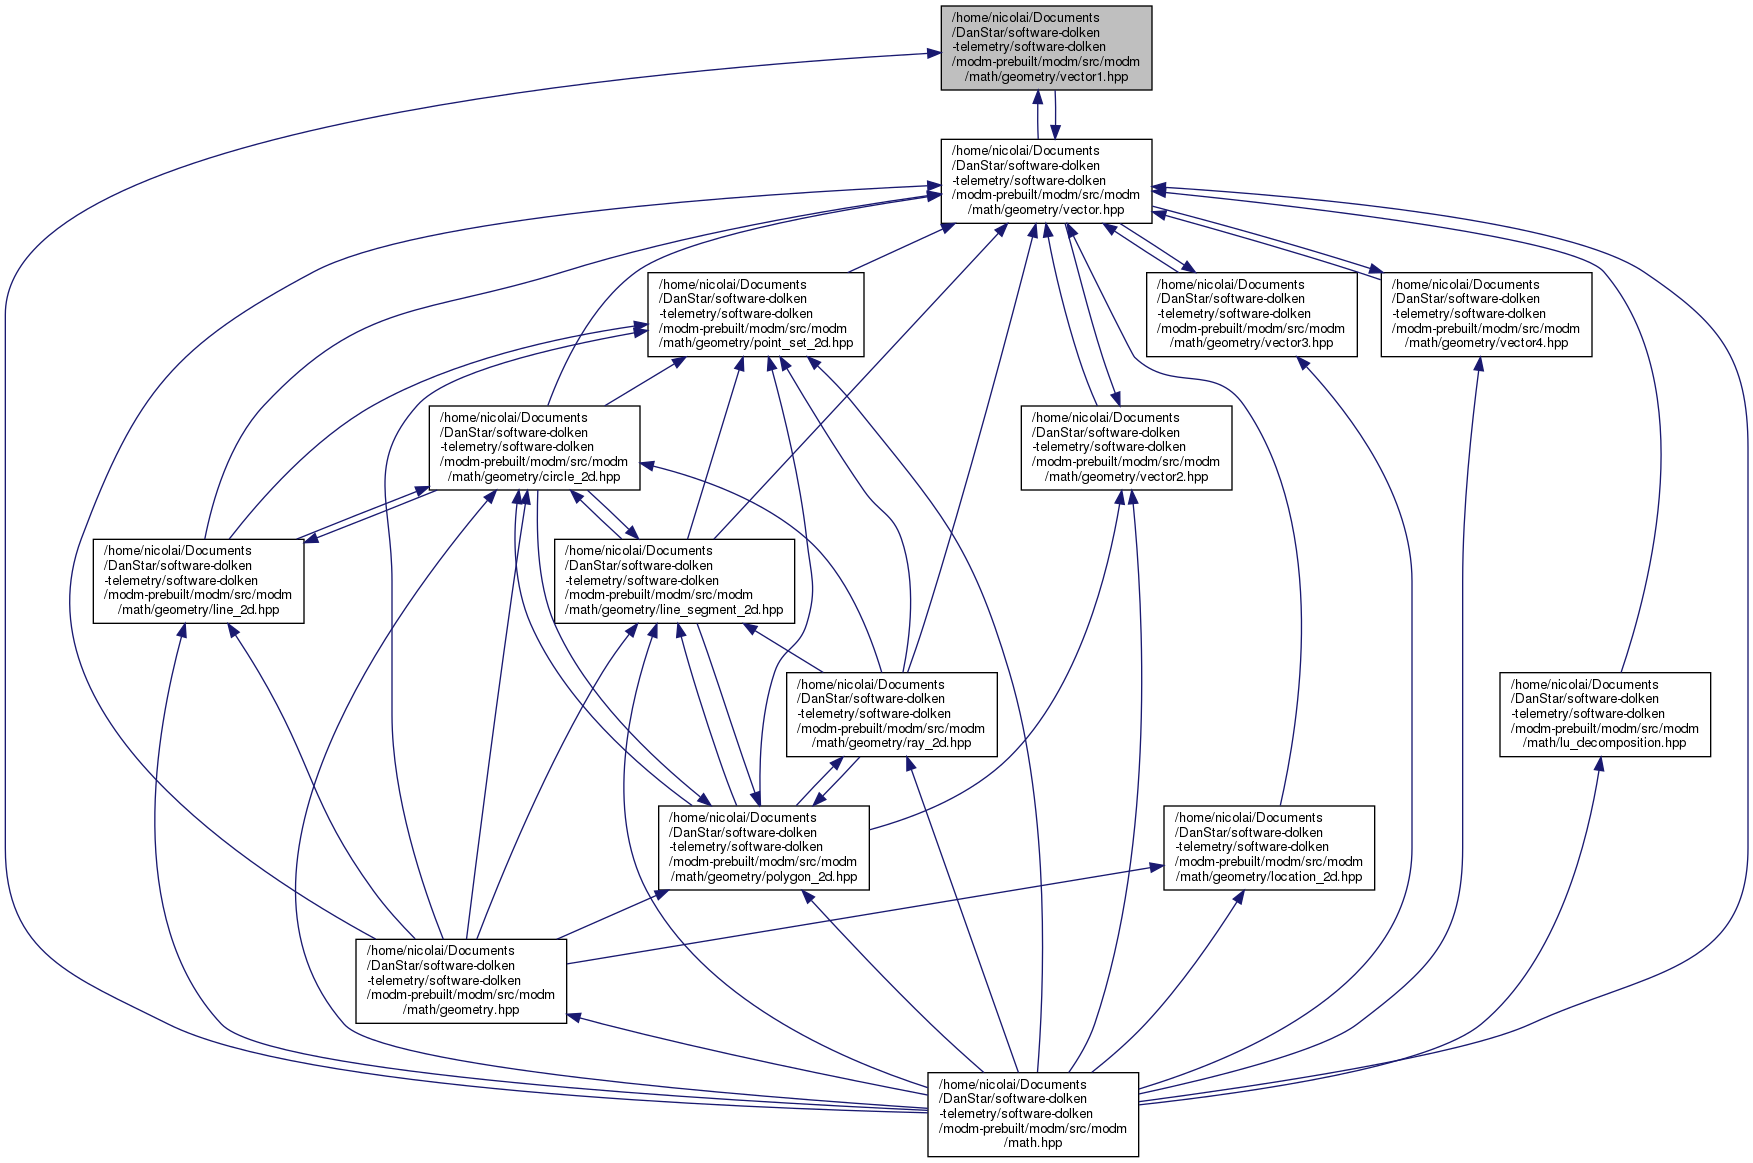 /home/nicolai/Documents
/DanStar/software-dolken
-telemetry/software-dolken
/modm-prebuilt/modm/src/modm
/math/geometry/vector1.hpp
/home/nicolai/Documents
/DanStar/software-dolken
-telemetry/software-dolken
/modm-prebuilt/modm/src/modm
/math/geometry/vector.hpp
/home/nicolai/Documents
/DanStar/software-dolken
-telemetry/software-dolken
/modm-prebuilt/modm/src/modm
/math/geometry/point_set_2d.hpp
/home/nicolai/Documents
/DanStar/software-dolken
-telemetry/software-dolken
/modm-prebuilt/modm/src/modm
/math/geometry/vector3.hpp
/home/nicolai/Documents
/DanStar/software-dolken
-telemetry/software-dolken
/modm-prebuilt/modm/src/modm
/math/geometry/vector4.hpp
/home/nicolai/Documents
/DanStar/software-dolken
-telemetry/software-dolken
/modm-prebuilt/modm/src/modm
/math/geometry/circle_2d.hpp
/home/nicolai/Documents
/DanStar/software-dolken
-telemetry/software-dolken
/modm-prebuilt/modm/src/modm
/math/geometry/vector2.hpp
/home/nicolai/Documents
/DanStar/software-dolken
-telemetry/software-dolken
/modm-prebuilt/modm/src/modm
/math/geometry/line_2d.hpp
/home/nicolai/Documents
/DanStar/software-dolken
-telemetry/software-dolken
/modm-prebuilt/modm/src/modm
/math/geometry/line_segment_2d.hpp
/home/nicolai/Documents
/DanStar/software-dolken
-telemetry/software-dolken
/modm-prebuilt/modm/src/modm
/math/geometry/ray_2d.hpp
/home/nicolai/Documents
/DanStar/software-dolken
-telemetry/software-dolken
/modm-prebuilt/modm/src/modm
/math/lu_decomposition.hpp
/home/nicolai/Documents
/DanStar/software-dolken
-telemetry/software-dolken
/modm-prebuilt/modm/src/modm
/math/geometry/polygon_2d.hpp
/home/nicolai/Documents
/DanStar/software-dolken
-telemetry/software-dolken
/modm-prebuilt/modm/src/modm
/math/geometry/location_2d.hpp
/home/nicolai/Documents
/DanStar/software-dolken
-telemetry/software-dolken
/modm-prebuilt/modm/src/modm
/math/geometry.hpp
/home/nicolai/Documents
/DanStar/software-dolken
-telemetry/software-dolken
/modm-prebuilt/modm/src/modm
/math.hpp